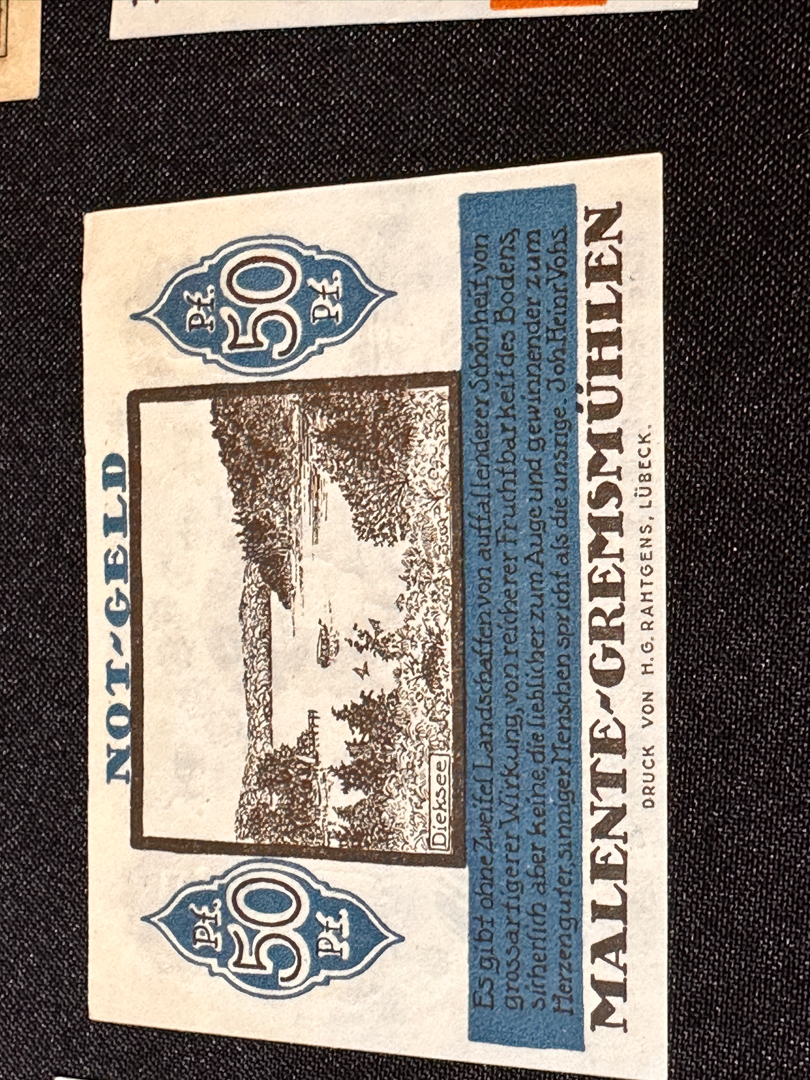 NOT-GELD
Pf.
50
Pf.
Pf.
50
Pf.
Dieksee
Es gibt ohne Zweifel Landschaften von auffallenderer Schönheit, von
grossartigerer Wirkung, von reicherer Fruchtbarkeit des Bodens,
sicherlich aber keine, die lieblicher zum Auge und gewinnender zum
Herzen guter, sinniger Menschen spricht als die unsrige. Joh. Heinr. Vohs.
MALENTE-GREMSMÜHLEN
DRUCK VON H.G. RAHTGENS, LÜBECK.